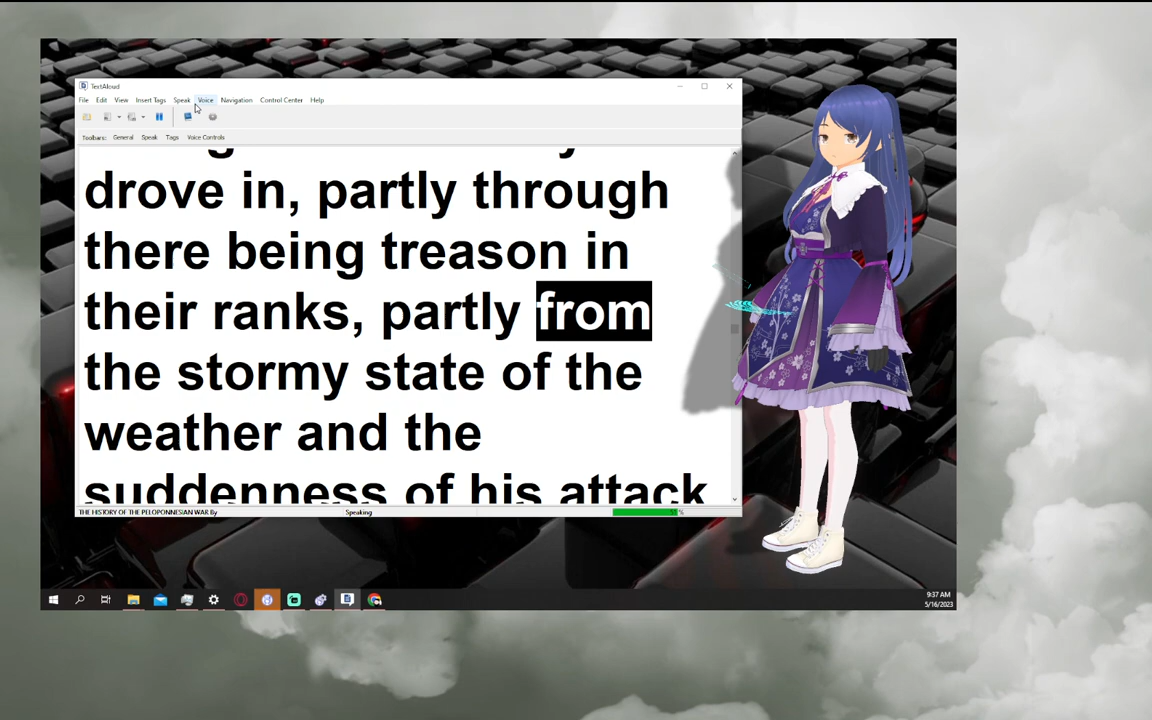 TextAloud
File Edit View Insert Tags Speak Voice Navigation Control Center Help
Toolbars: General Speak Tags Voice Controls
drove in, partly through
there being treason in
their ranks, partly from
the stormy state of the
weather and the
suddenness of his attack
THE HISTORY OF THE PELOPONNESIAN WAR By Speaking
9:37 AM
5/16/2023